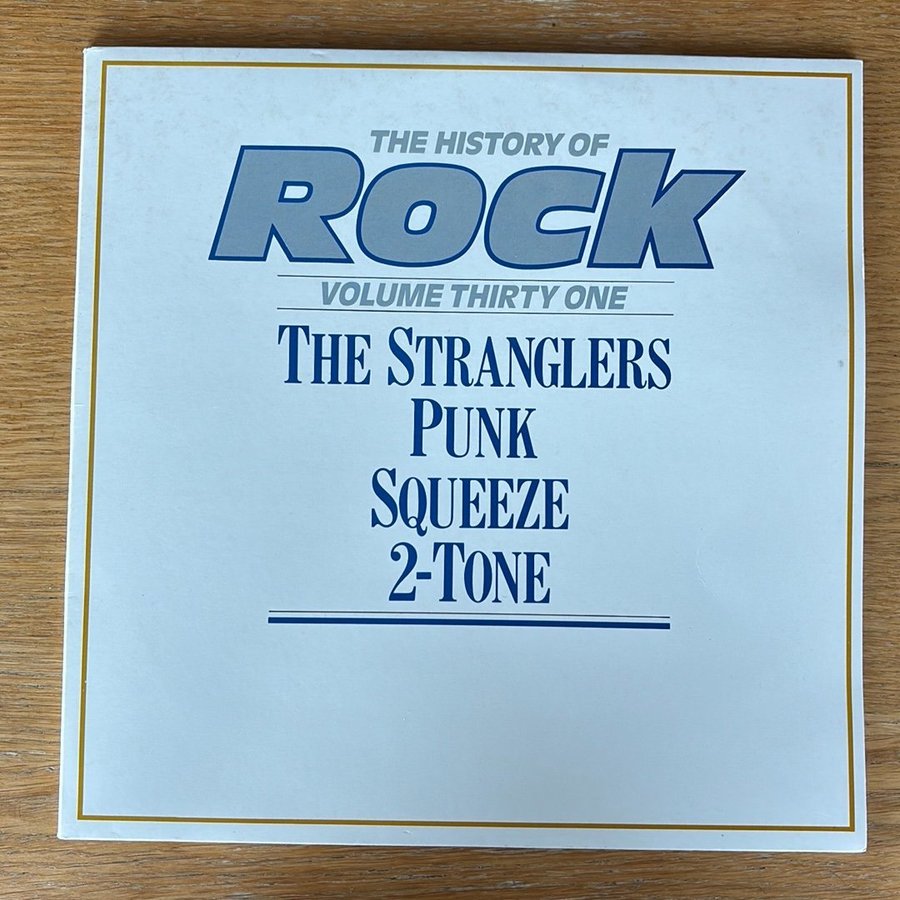 THE HISTORY OF
ROCK
VOLUME THIRTY ONE
THE STRANGLERS
PUNK
SQUEEZE
2-TONE